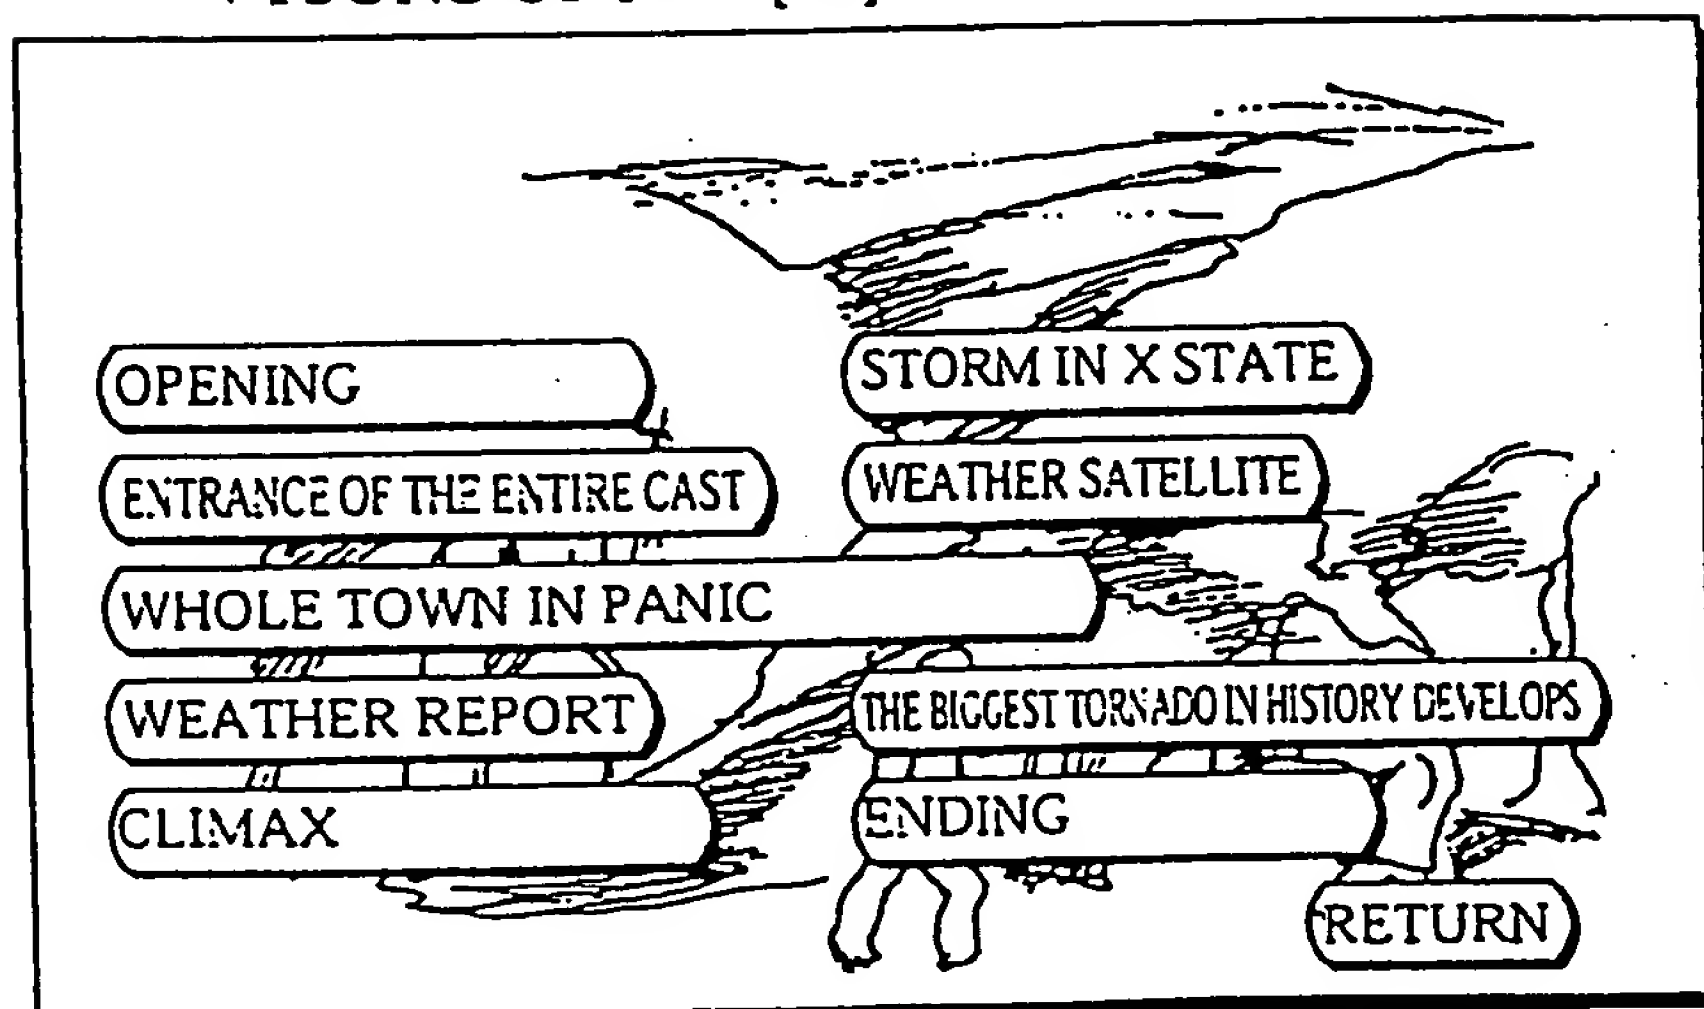 OPENING
ENTRANCE OF THE ENTIRE CAST
WHOLE TOWN IN PANIC
WEATHER REPORT
CLIMAX
STORM IN X STATE
WEATHER SATELLITE
THE BIGGEST TORNADO IN HISTORY DEVELOPS
ENDING
RETURN